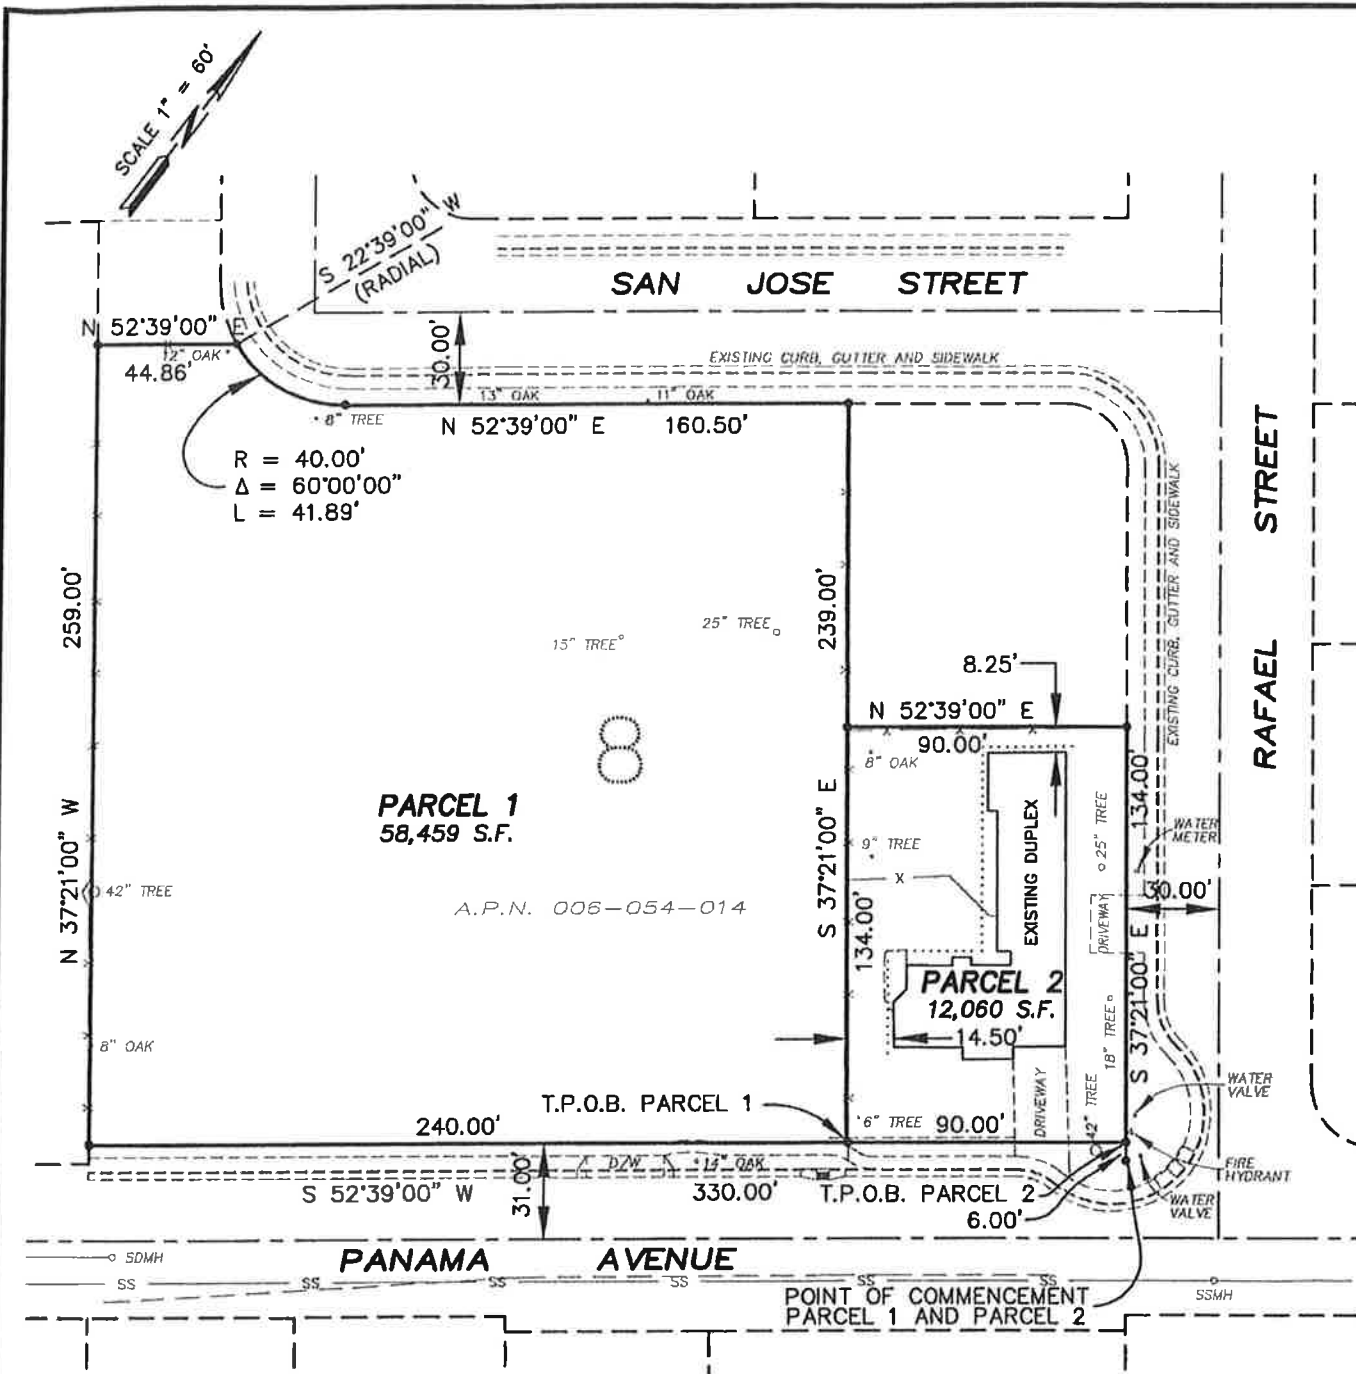 SCALE 1" = 60'
N
S 22°39'00" W
(RADIAL)
SAN JOSE STREET
N 52°39'00" E
12" OAK
44.86'
30.00'
EXISTING CURB, GUTTER AND SIDEWALK
13" OAK
11" OAK
8" TREE
N 52°39'00" E 160.50'
R = 40.00'
Δ = 60°00'00"
L = 41.89'
RAFAEL STREET
EXISTING CURB, GUTTER AND SIDEWALK
259.00'
239.00'
15" TREE
25" TREE
8.25'
N 52°39'00" E
90.00'
8" OAK
8
PARCEL 1
58,459 S.F.
N 37°21'00" W
S 37°21'00" E
134.00'
134.00
WATER
METER
25" TREE
EXISTING DUPLEX
9" TREE
X
42" TREE
A.P.N. 006-054-014
30.00'
DRIVEWAY
S 37°21'00" E
PARCEL 2
12,060 S.F.
14.50'
18" TREE
8" OAK
WATER
VALVE
T.P.O.B. PARCEL 1
DRIVEWAY
42" TREE
240.00'
6" TREE
90.00'
31.00'
D/W
14" OAK
FIRE
HYDRANT
S 52°39'00" W
330.00'
T.P.O.B. PARCEL 2
WATER
VALVE
6.00'
SDMH
PANAMA AVENUE
SS SS SS SS SS SS
SSMH
POINT OF COMMENCEMENT
PARCEL 1 AND PARCEL 2